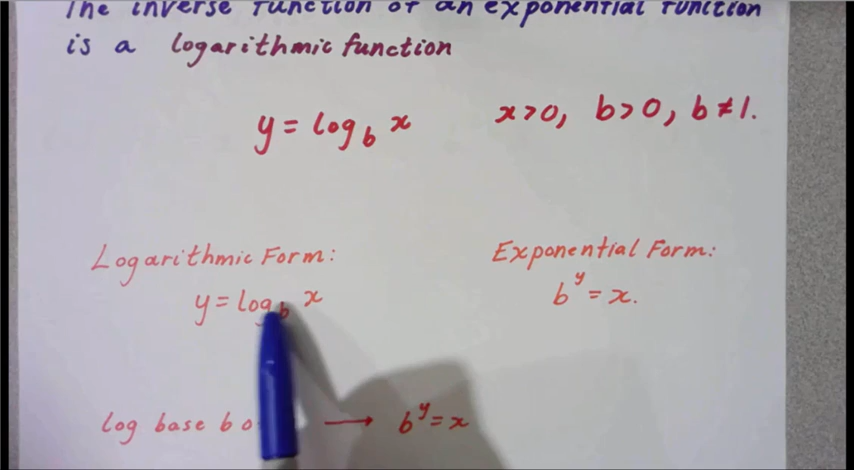 The inverse function of an exponential function
is a logarithmic function
y = log_b x x>0, b>0, b≠1.
Logarithmic Form: Exponential Form:
y = log_b x b^y = x.
log base b → b^y = x